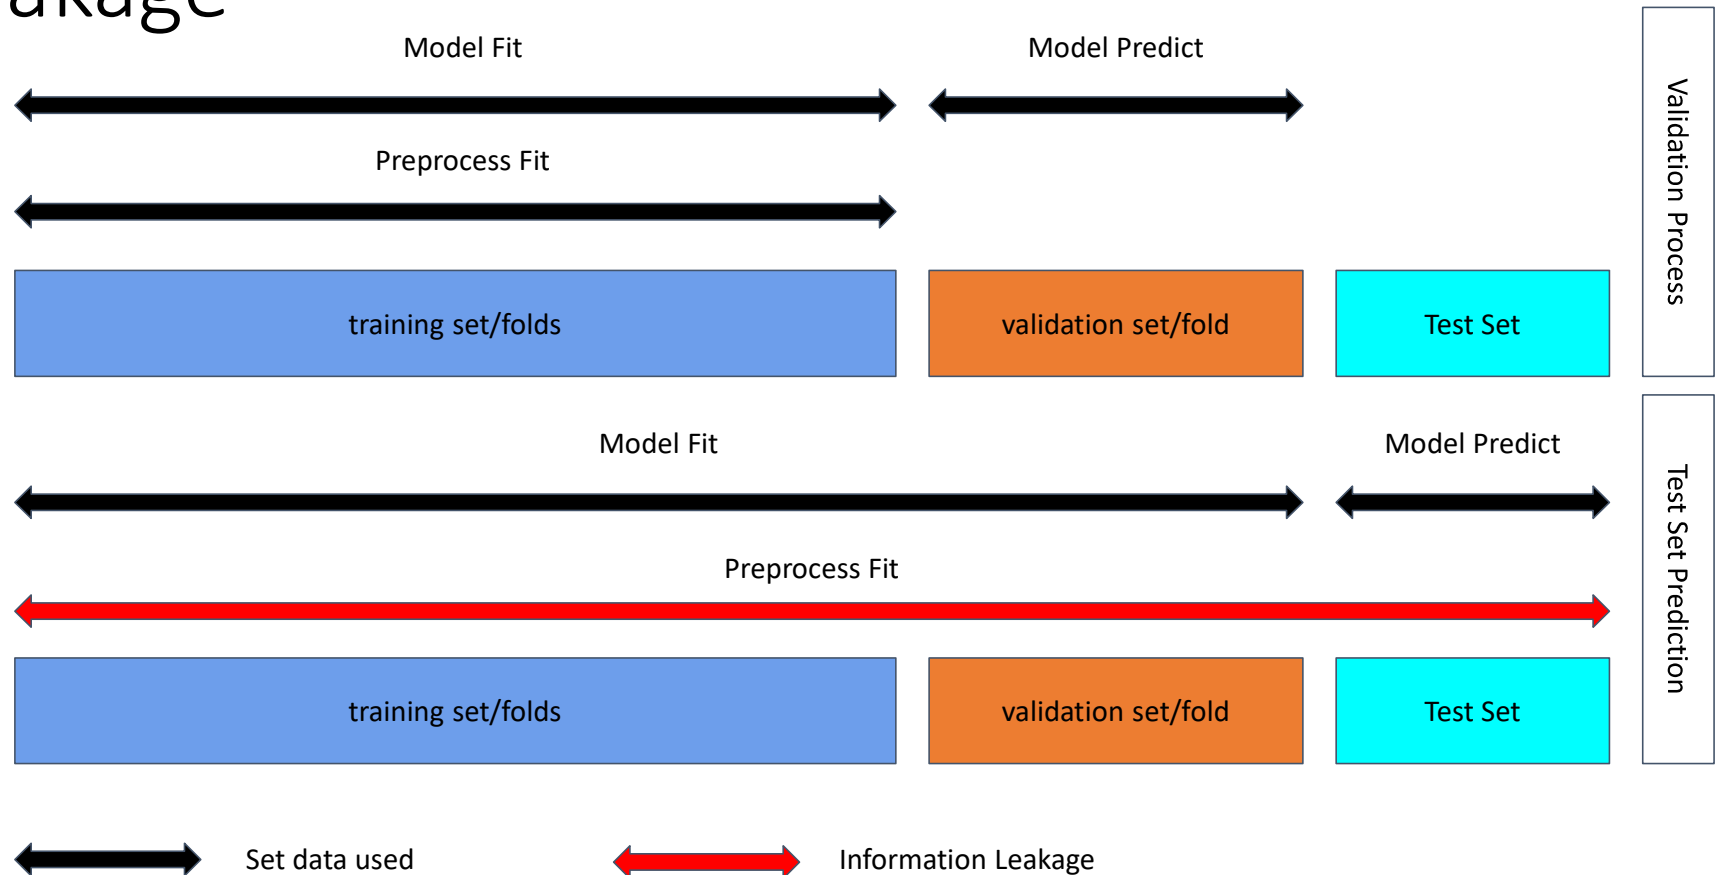 akage
Model Fit
Model Predict
Preprocess Fit
training set/folds
validation set/fold
Test Set
Validation Process
Model Fit
Model Predict
Preprocess Fit
training set/folds
validation set/fold
Test Set
Test Set Prediction
Set data used
Information Leakage